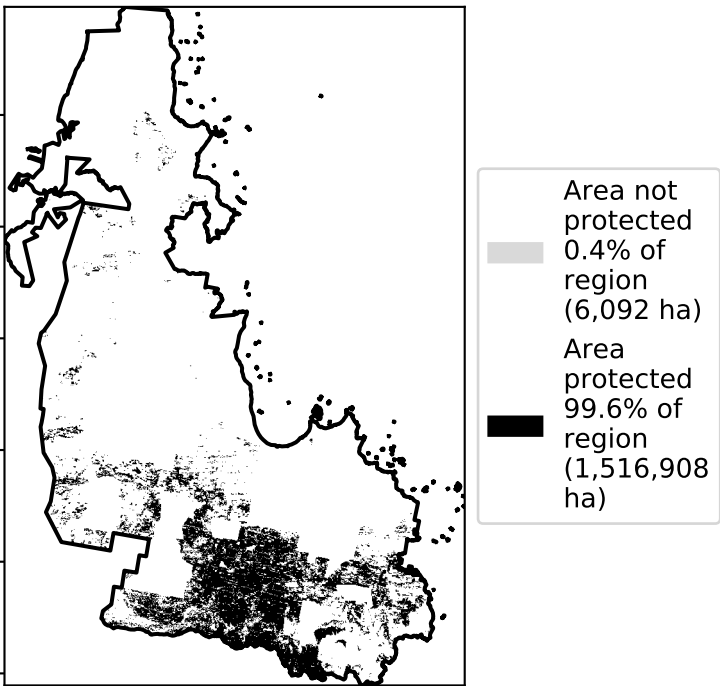 Area not
protected
0.4% of
region
(6,092 ha)
Area
protected
99.6% of
region
(1,516,908
ha)